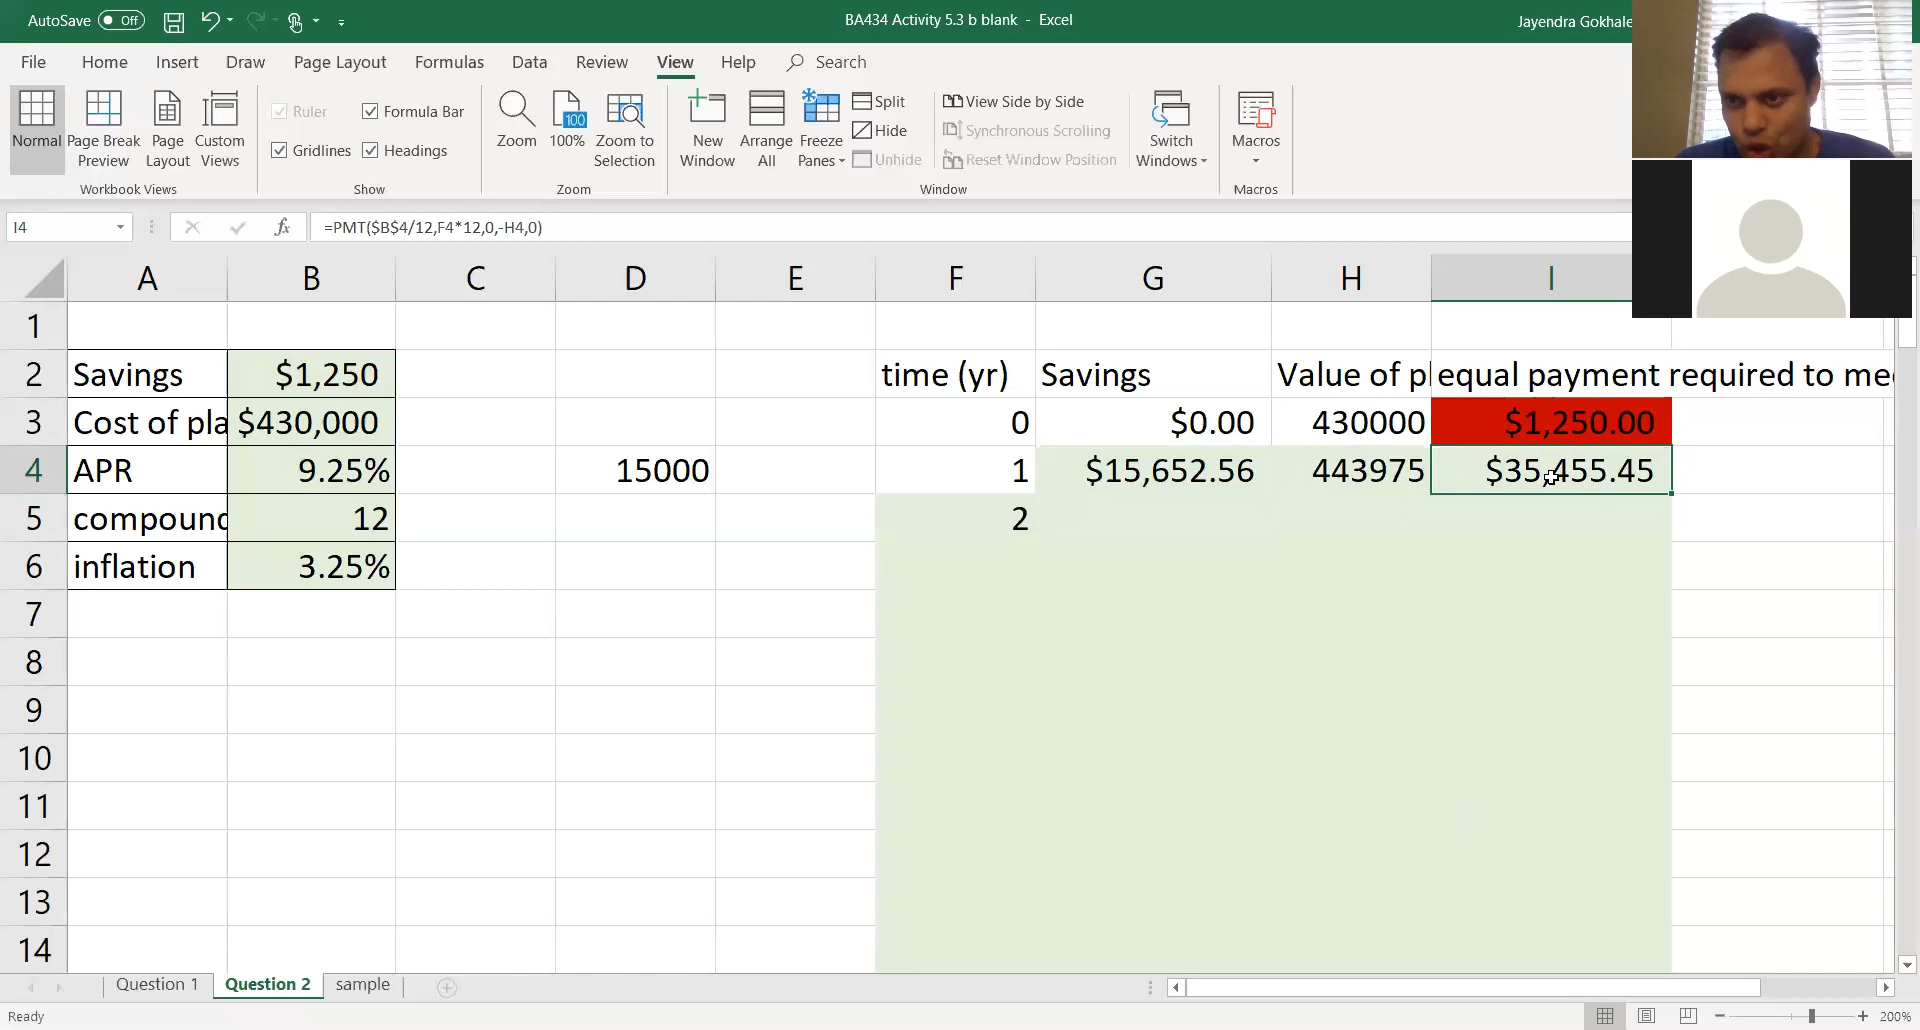 AutoSave Off
BA434 Activity 5.3 b blank - Excel
Jayendra Gokhale
File Home Insert Draw Page Layout Formulas Data Review View Help Search
Normal
Page Break Preview
Page Layout
Custom Views
Workbook Views
Ruler
Formula Bar
Gridlines
Headings
Show
Zoom
100
100%
Zoom to Selection
Zoom
New Window
Arrange All
Freeze Panes
Split
Hide
Unhide
View Side by Side
Synchronous Scrolling
Reset Window Position
Switch Windows
Window
Macros
Macros
I4
fx
=PMT($B$4/12,F4*12,0,-H4,0)
A B C D E F G H I
1
2 Savings $1,250 time (yr) Savings Value of pl equal payment required to mee
3 Cost of pla $430,000 0 $0.00 430000 $1,250.00
4 APR 9.25% 15000 1 $15,652.56 443975 $35,455.45
5 compound 12 2
6 inflation 3.25%
7
8
9
10
11
12
13
14
Question 1 Question 2 sample
Ready
200%